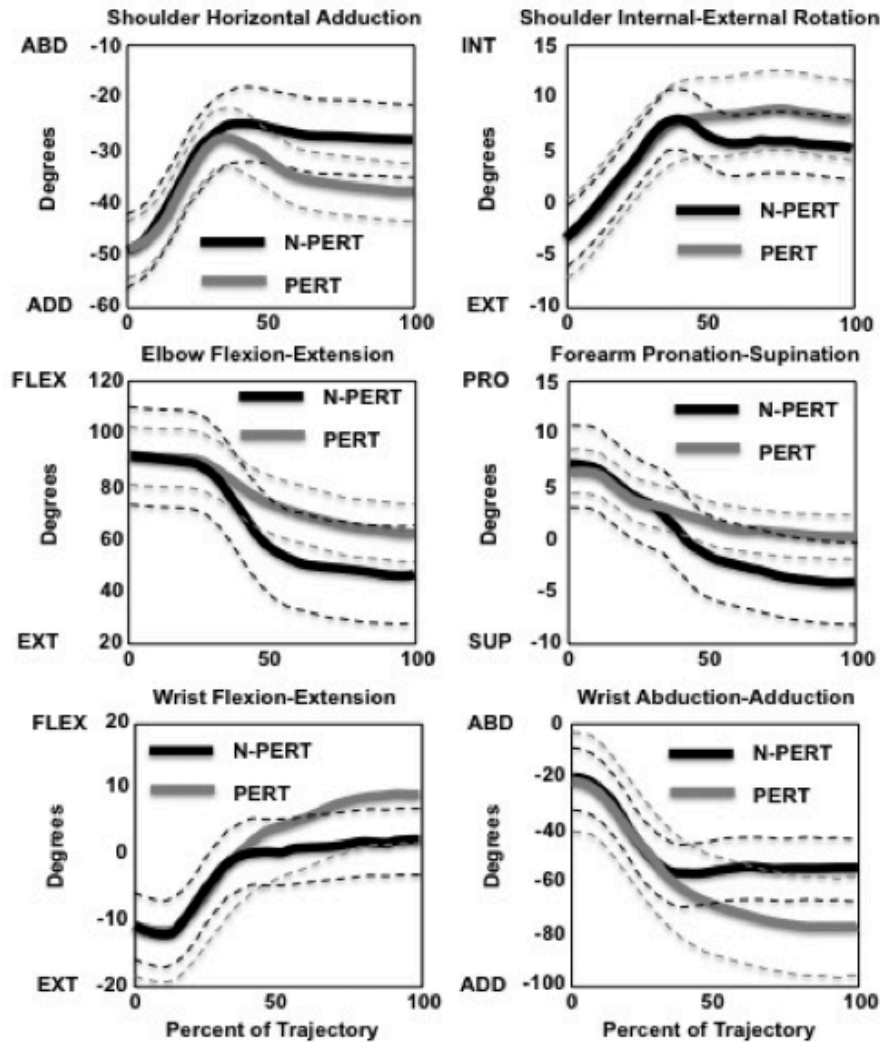 Shoulder Horizontal Adduction
ABD
-10
-20
-30
-40
-50
-60
ADD
Degrees
N-PERT
PERT
0
50
100
Shoulder Internal-External Rotation
INT
15
10
5
0
-5
-10
EXT
Degrees
N-PERT
PERT
0
50
100
Elbow Flexion-Extension
FLEX
120
100
80
60
40
20
EXT
Degrees
N-PERT
PERT
0
50
100
Forearm Pronation-Supination
PRO
15
10
5
0
-5
-10
SUP
Degrees
N-PERT
PERT
0
50
100
Wrist Flexion-Extension
FLEX
20
10
0
-10
-20
EXT
Degrees
N-PERT
PERT
0
50
100
Percent of Trajectory
Wrist Abduction-Adduction
ABD
0
-20
-40
-60
-80
-100
ADD
Degrees
N-PERT
PERT
0
50
100
Percent of Trajectory